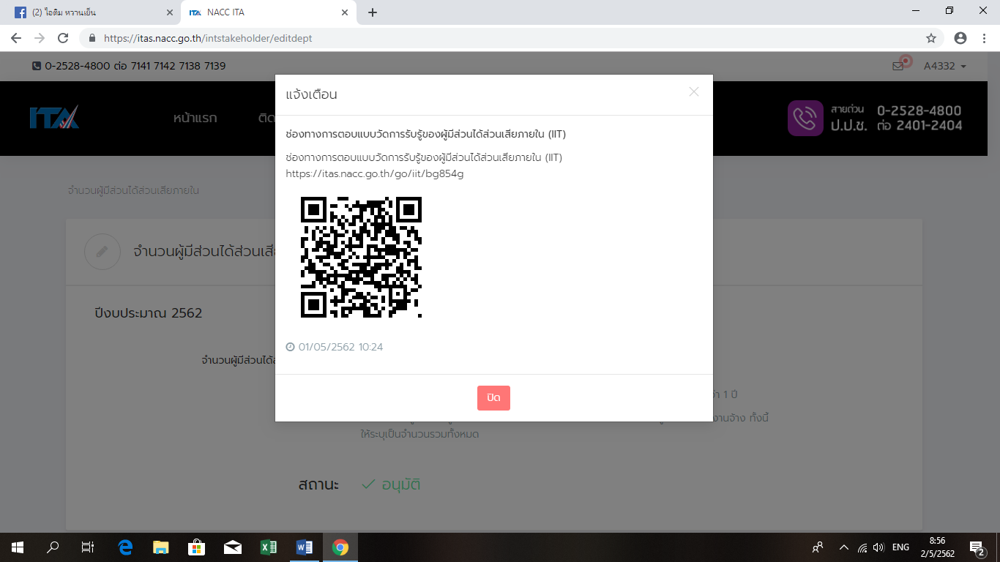 (2) ไอติม หวานเย็น
NACC ITA
https://itas.nacc.go.th/intstakeholder/editdept
0-2528-4800 ต่อ 7141 7142 7138 7139
A4332
ITA
หน้าแรก
ติด
สายด่วน 0-2528-4800
ป.ป.ช. ต่อ 2401-2404
แจ้งเตือน
ช่องทางการตอบแบบวัดการรับรู้ของผู้มีส่วนได้ส่วนเสียภายใน (IIT)
ช่องทางการตอบแบบวัดการรับรู้ของผู้มีส่วนได้ส่วนเสียภายใน (IIT)
https://itas.nacc.go.th/go/iit/bg854g
01/05/2562 10:24
ปิด
จำนวนผู้มีส่วนได้ส่วนเสียภายใน
จำนวนผู้มีส่วนได้ส่วนเสี
ปีงบประมาณ 2562
จำนวนผู้มีส่วนได้ส
ว่า 1 ปี
งานจ้าง ทั้งนี้
ให้ระบุเป็นจำนวนรวมทั้งหมด
สถานะ
อนุมัติ
ENG
8:56
2/5/2562
2